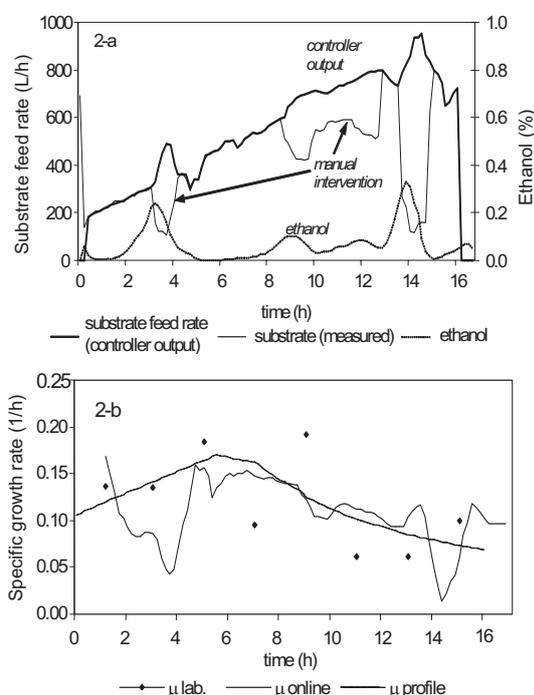 2-a
Substrate feed rate (L/h)
1000
800
600
400
200
0
controller
output
manual
intervention
ethanol
1.0
0.8
0.6
0.4
0.2
0.0
Ethanol (%)
0 2 4 6 8 10 12 14 16
time (h)
substrate feed rate
(controller output)
substrate (measured)
ethanol
2-b
Specific growth rate (1/h)
0.25
0.20
0.15
0.10
0.05
0.00
0 2 4 6 8 10 12 14 16
time (h)
μ lab. μ online μ profile